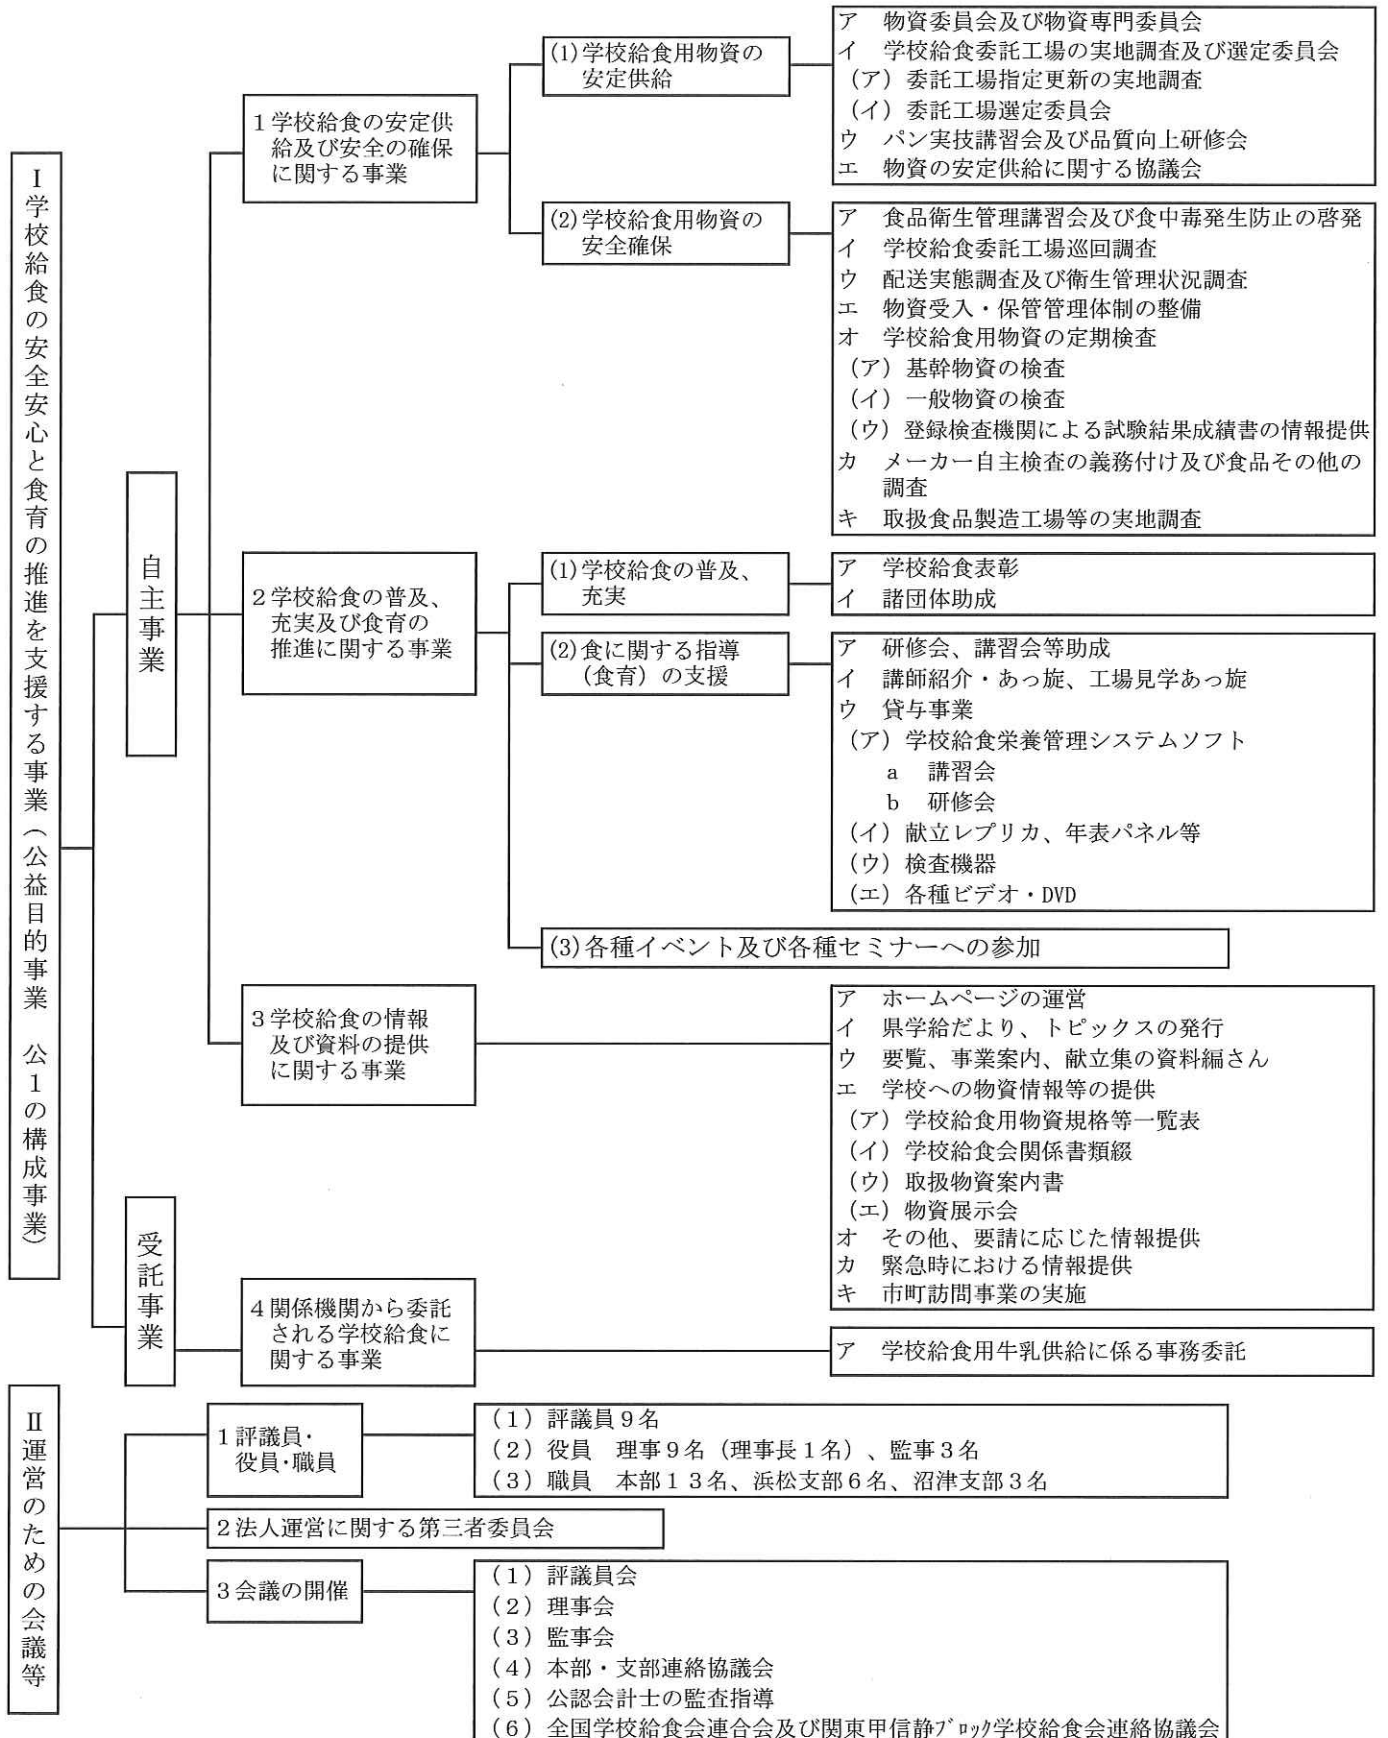 Ⅰ学校給食の安全安心と食育の推進を支援する事業(公益目的事業　公１の構成事業)
自主事業
１学校給食の安定供
給及び安全の確保
に関する事業
(1)学校給食用物資の
安定供給
ア　物資委員会及び物資専門委員会
イ　学校給食委託工場の実地調査及び選定委員会
（ア）委託工場指定更新の実地調査
（イ）委託工場選定委員会
ウ　パン実技講習会及び品質向上研修会
エ　物資の安定供給に関する協議会
(2)学校給食用物資の
安全確保
ア　食品衛生管理講習会及び食中毒発生防止の啓発
イ　学校給食委託工場巡回調査
ウ　配送実態調査及び衛生管理状況調査
エ　物資受入・保管管理体制の整備
オ　学校給食用物資の定期検査
（ア）基幹物資の検査
（イ）一般物資の検査
（ウ）登録検査機関による試験結果成績書の情報提供
カ　メーカー自主検査の義務付け及び食品その他の
調査
キ　取扱食品製造工場等の実地調査
２学校給食の普及、
充実及び食育の
推進に関する事業
(1)学校給食の普及、
充実
ア　学校給食表彰
イ　諸団体助成
(2)食に関する指導
（食育）の支援
ア　研修会、講習会等助成
イ　講師紹介・あっ旋、工場見学あっ旋
ウ　貸与事業
（ア）学校給食栄養管理システムソフト
a　講習会
b　研修会
（イ）献立レプリカ、年表パネル等
（ウ）検査機器
（エ）各種ビデオ・DVD
(3)各種イベント及び各種セミナーへの参加
３学校給食の情報
及び資料の提供
に関する事業
ア　ホームページの運営
イ　県学給だより、トピックスの発行
ウ　要覧、事業案内、献立集の資料編さん
エ　学校への物資情報等の提供
（ア）学校給食用物資規格等一覧表
（イ）学校給食会関係書類綴
（ウ）取扱物資案内書
（エ）物資展示会
オ　その他、要請に応じた情報提供
カ　緊急時における情報提供
キ　市町訪問事業の実施
受託事業
４関係機関から委託
される学校給食に
関する事業
ア　学校給食用牛乳供給に係る事務委託
Ⅱ運営のための会議等
１評議員・
役員・職員
（１）評議員９名
（２）役員　理事９名（理事長１名）、監事３名
（３）職員　本部１３名、浜松支部６名、沼津支部３名
２法人運営に関する第三者委員会
３会議の開催
（１）評議員会
（２）理事会
（３）監事会
（４）本部・支部連絡協議会
（５）公認会計士の監査指導
（６）全国学校給食会連合会及び関東甲信静ﾌﾞﾛｯｸ学校給食会連絡協議会